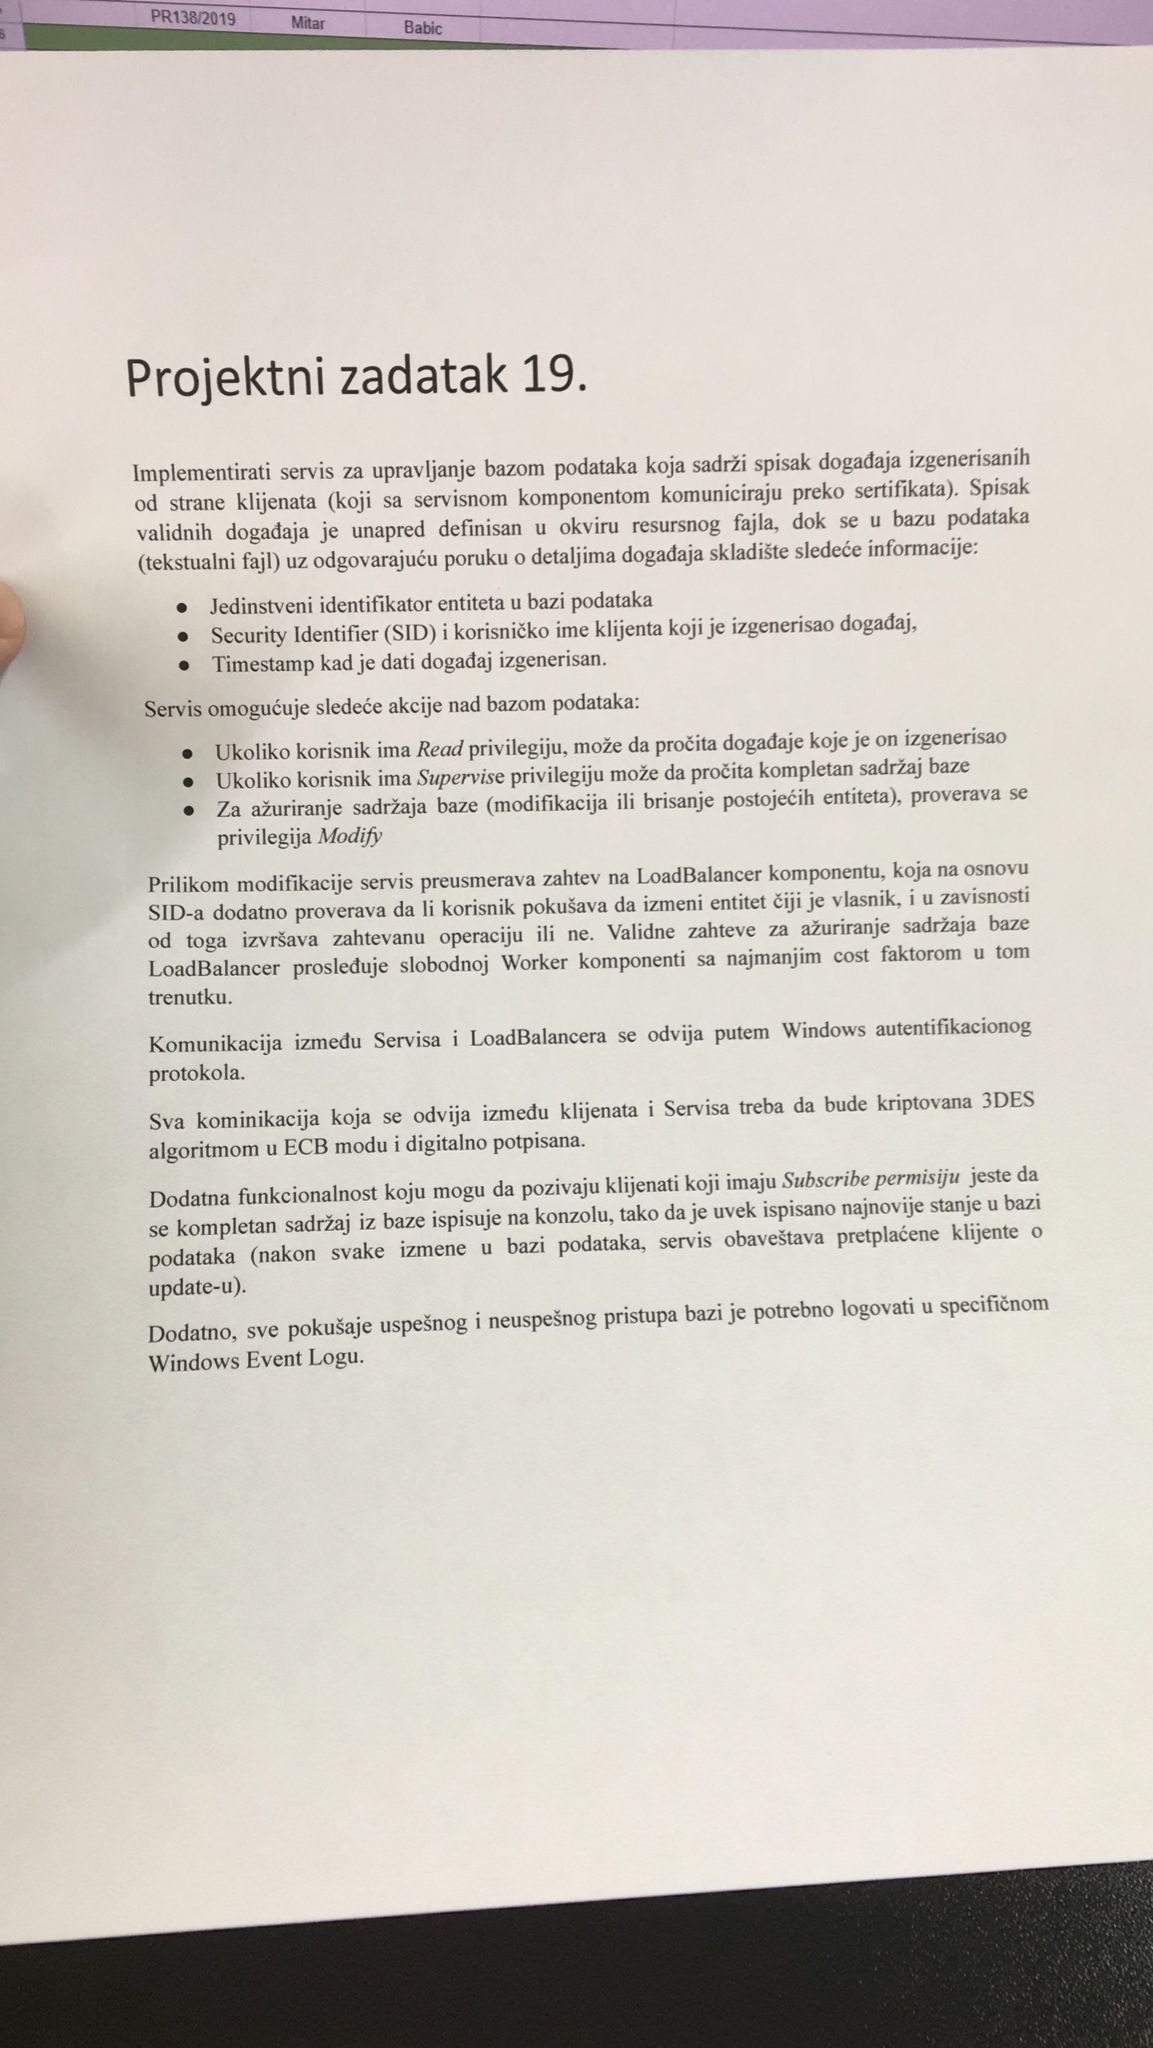 PR138/2019 Mitar Babic
Projektni zadatak 19.
Implementirati servis za upravljanje bazom podataka koja sadrži spisak događaja izgenerisanih
od strane klijenata (koji sa servisnom komponentom komuniciraju preko sertifikata). Spisak
validnih događaja je unapred definisan u okviru resursnog fajla, dok se u bazu podataka
(tekstualni fajl) uz odgovarajuću poruku o detaljima događaja skladište sledeće informacije:
● Jedinstveni identifikator entiteta u bazi podataka
● Security Identifier (SID) i korisničko ime klijenta koji je izgenerisao događaj,
● Timestamp kad je dati događaj izgenerisan.
Servis omogućuje sledeće akcije nad bazom podataka:
● Ukoliko korisnik ima Read privilegiju, može da pročita događaje koje je on izgenerisao
● Ukoliko korisnik ima Supervise privilegiju može da pročita kompletan sadržaj baze
● Za ažuriranje sadržaja baze (modifikacija ili brisanje postojećih entiteta), proverava se
privilegija Modify
Prilikom modifikacije servis preusmerava zahtev na LoadBalancer komponentu, koja na osnovu
SID-a dodatno proverava da li korisnik pokušava da izmeni entitet čiji je vlasnik, i u zavisnosti
od toga izvršava zahtevanu operaciju ili ne. Validne zahteve za ažuriranje sadržaja baze
LoadBalancer prosleđuje slobodnoj Worker komponenti sa najmanjim cost faktorom u tom
trenutku.
Komunikacija između Servisa i LoadBalancera se odvija putem Windows autentifikacionog
protokola.
Sva kominikacija koja se odvija između klijenata i Servisa treba da bude kriptovana 3DES
algoritmom u ECB modu i digitalno potpisana.
Dodatna funkcionalnost koju mogu da pozivaju klijenati koji imaju Subscribe permisiju jeste da
se kompletan sadržaj iz baze ispisuje na konzolu, tako da je uvek ispisano najnovije stanje u bazi
podataka (nakon svake izmene u bazi podataka, servis obaveštava pretplaćene klijente o
update-u).
Dodatno, sve pokušaje uspešnog i neuspešnog pristupa bazi je potrebno logovati u specifičnom
Windows Event Logu.